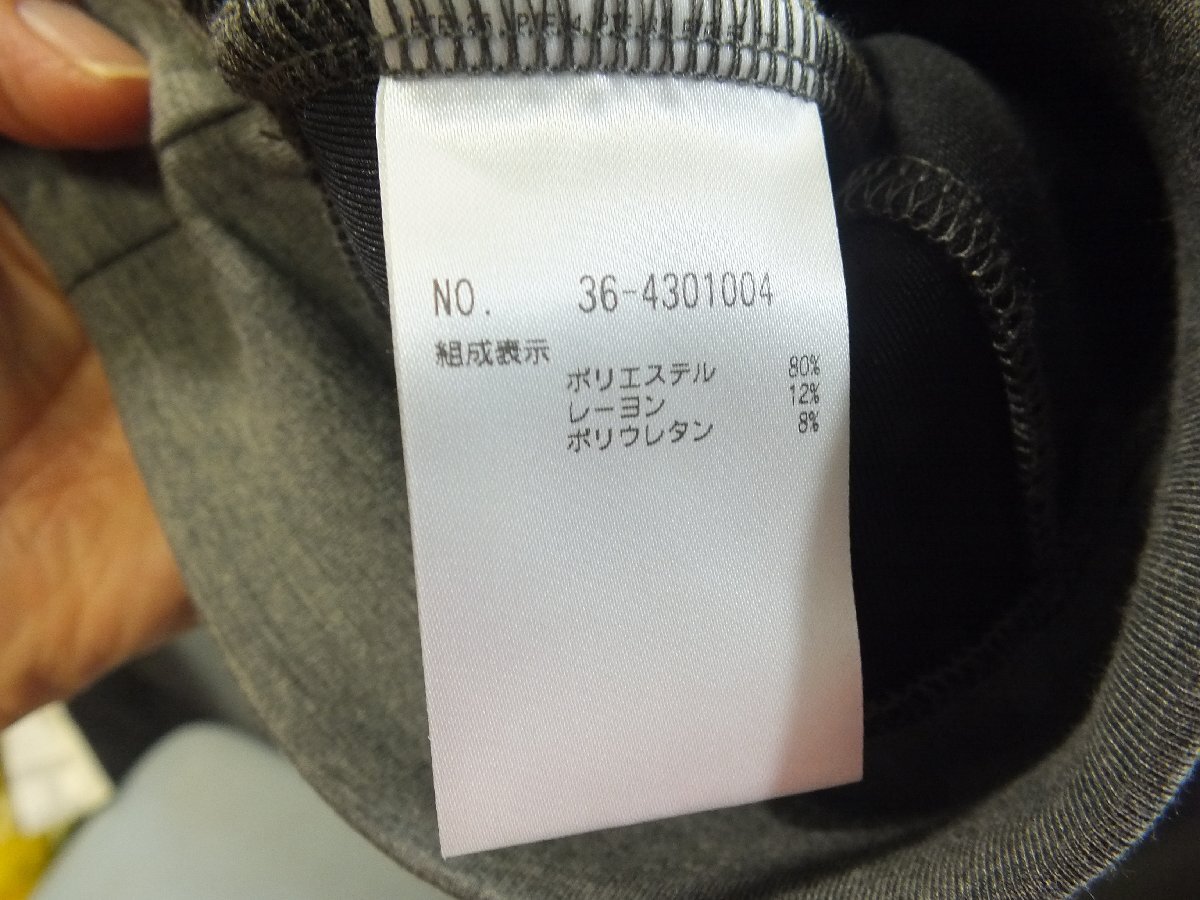 NO. 36-4301004
組成表示
ポリエステル 80%
レーヨン 12%
ポリウレタン 8%